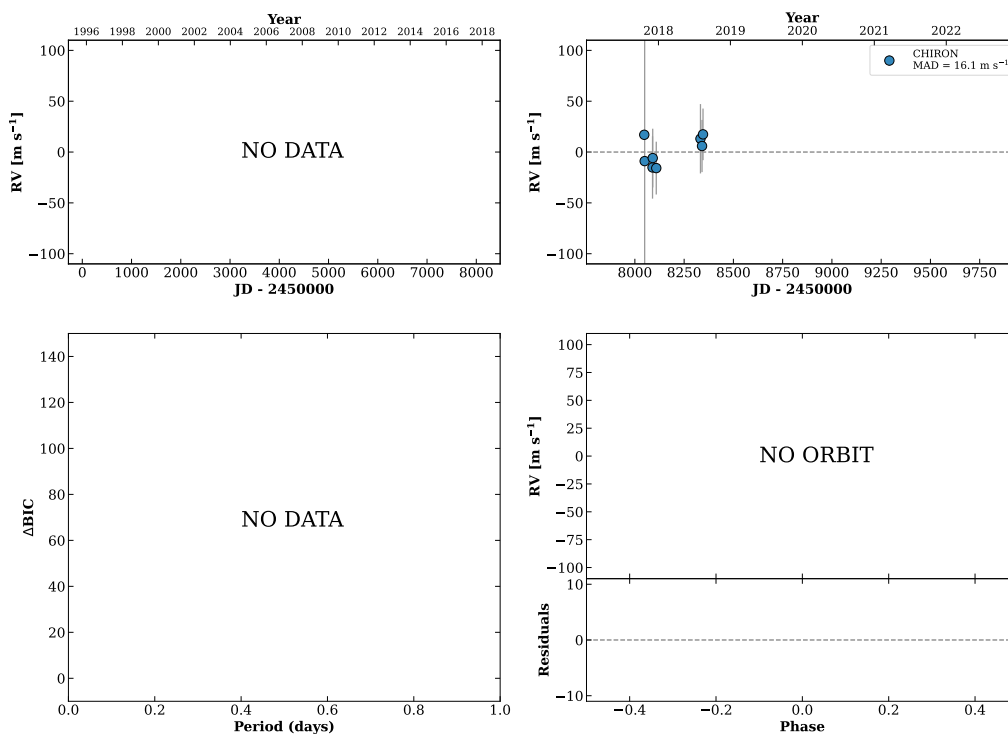 Year
1996 1998 2000 2002 2004 2006 2008 2010 2012 2014 2016 2018
100
50
0
−50
−100
RV [m s⁻¹]
NO DATA
0 1000 2000 3000 4000 5000 6000 7000 8000
JD - 2450000
Year
2018 2019 2020 2021 2022
CHIRON
MAD = 16.1 m s⁻¹
100
50
0
−50
−100
RV [m s⁻¹]
8000 8250 8500 8750 9000 9250 9500 9750
JD - 2450000
140
120
100
80
60
40
20
0
ΔBIC
NO DATA
0.0 0.2 0.4 0.6 0.8 1.0
Period (days)
100
75
50
25
0
−25
−50
−75
−100
RV [m s⁻¹]
NO ORBIT
10
0
−10
Residuals
−0.4 −0.2 0.0 0.2 0.4
Phase